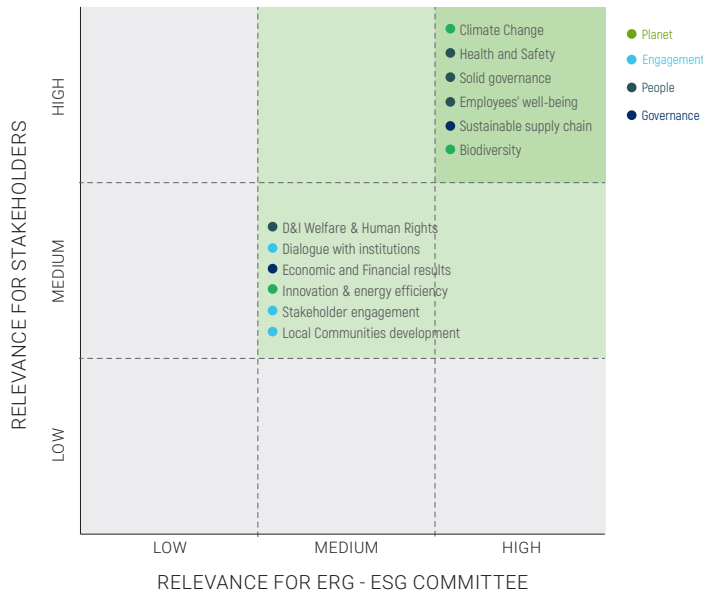 RELEVANCE FOR STAKEHOLDERS
HIGH
MEDIUM
LOW
Climate Change
Health and Safety
Solid governance
Employees' well-being
Sustainable supply chain
Biodiversity
D&I Welfare & Human Rights
Dialogue with institutions
Economic and Financial results
Innovation & energy efficiency
Stakeholder engagement
Local Communities development
Planet
Engagement
People
Governance
LOW
MEDIUM
HIGH
RELEVANCE FOR ERG - ESG COMMITTEE